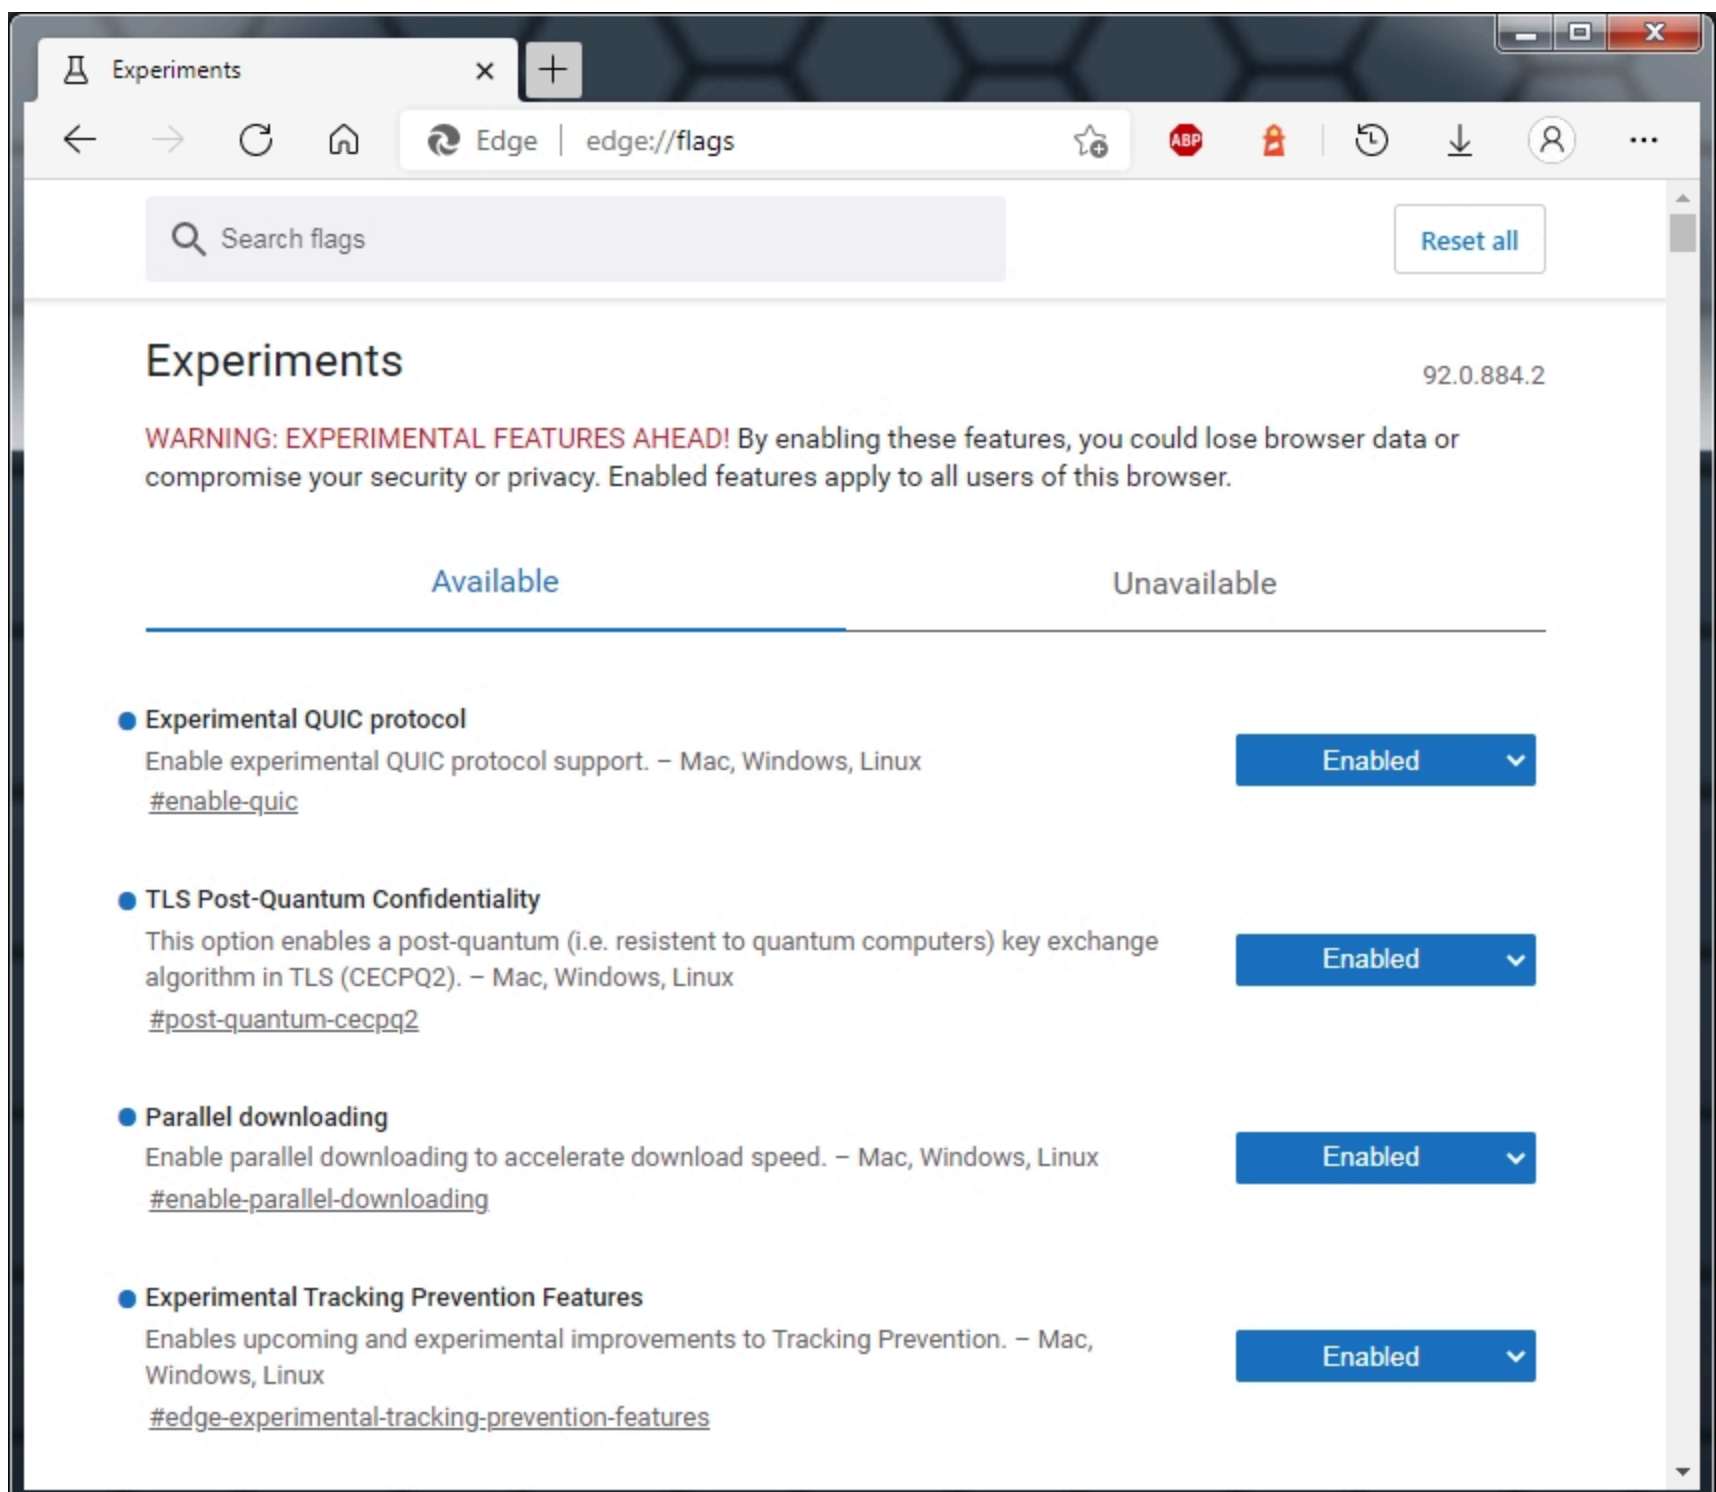 Experiments
Edge | edge://flags
ABP
Search flags
Reset all
Experiments
92.0.884.2
WARNING: EXPERIMENTAL FEATURES AHEAD! By enabling these features, you could lose browser data or
compromise your security or privacy. Enabled features apply to all users of this browser.
Available
Unavailable
Experimental QUIC protocol
Enable experimental QUIC protocol support. – Mac, Windows, Linux
#enable-quic
Enabled
TLS Post-Quantum Confidentiality
This option enables a post-quantum (i.e. resistent to quantum computers) key exchange
algorithm in TLS (CECPQ2). – Mac, Windows, Linux
#post-quantum-cecpq2
Enabled
Parallel downloading
Enable parallel downloading to accelerate download speed. – Mac, Windows, Linux
#enable-parallel-downloading
Enabled
Experimental Tracking Prevention Features
Enables upcoming and experimental improvements to Tracking Prevention. – Mac,
Windows, Linux
#edge-experimental-tracking-prevention-features
Enabled